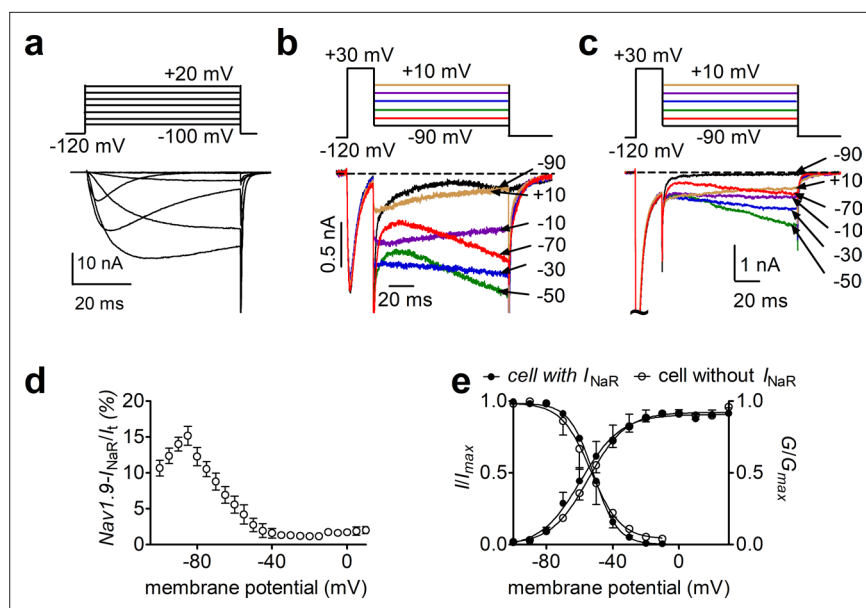 a
+20 mV
-100 mV
-120 mV
10 nA
20 ms
b
+30 mV
+10 mV
-90 mV
-120 mV
-90
+10
-10
-70
-30
-50
0.5 nA
20 ms
c
+30 mV
+10 mV
-90 mV
-120 mV
-90
+10
-70
-10
-30
-50
1 nA
20 ms
d
Nav1.9-INaR/It (%)
20
15
10
5
0
-80
-40
0
membrane potential (mV)
e
cell with INaR
cell without INaR
I/Imax
1.0
0.5
0.0
G/Gmax
1.0
0.5
0.0
-80
-40
0
membrane potential (mV)